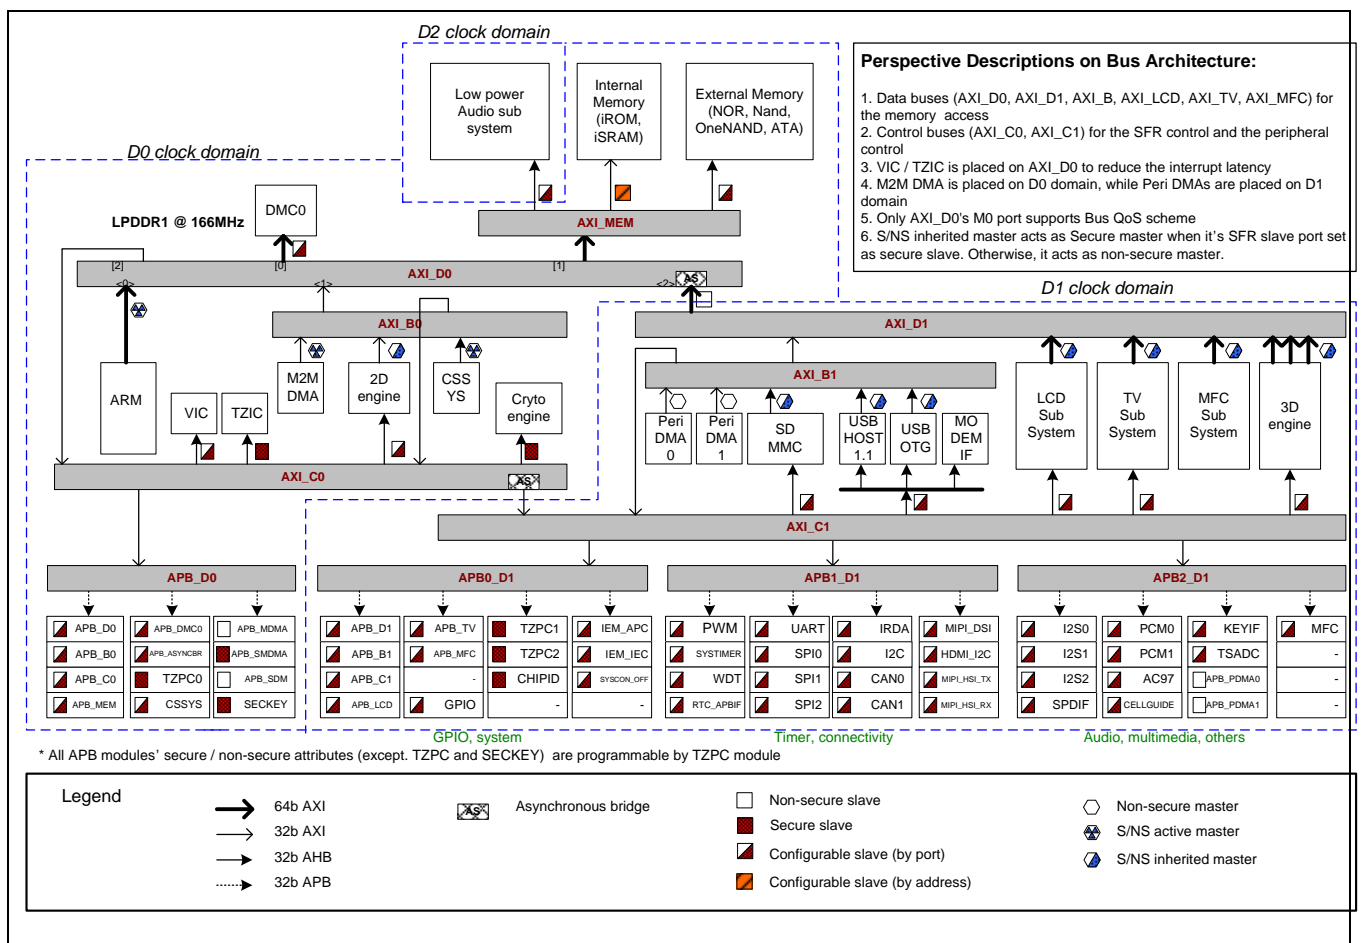 D2 clock domain
Low power
Audio sub
system
Internal
Memory
(iROM,
iSRAM)
External Memory
(NOR, Nand,
OneNAND, ATA)
Perspective Descriptions on Bus Architecture:
1. Data buses (AXI_D0, AXI_D1, AXI_B, AXI_LCD, AXI_TV, AXI_MFC) for
the memory access
2. Control buses (AXI_C0, AXI_C1) for the SFR control and the peripheral
control
3. VIC / TZIC is placed on AXI_D0 to reduce the interrupt latency
4. M2M DMA is placed on D0 domain, while Peri DMAs are placed on D1
domain
5. Only AXI_D0's M0 port supports Bus QoS scheme
6. S/NS inherited master acts as Secure master when it's SFR slave port set
as secure slave. Otherwise, it acts as non-secure master.
D0 clock domain
DMC0
LPDDR1 @ 166MHz
AXI_MEM
[2]
[0]
[1]
AXI_D0
<0>
<1>
<2>
AS
D1 clock domain
AXI_B0
AXI_D1
ARM
VIC
TZIC
M2M
DMA
2D
engine
CSS
YS
Cryto
engine
AXI_B1
Peri
DMA
0
Peri
DMA
1
SD
MMC
USB
HOST
1.1
USB
OTG
MO
DEM
IF
LCD
Sub
System
TV
Sub
System
MFC
Sub
System
3D
engine
AXI_C0
AS
AXI_C1
APB_D0
APB0_D1
APB1_D1
APB2_D1
APB_D0 APB_DMC0 APB_MDMA
APB_B0 APB_ASYNCBR APB_SMDMA
APB_C0 TZPC0 APB_SDM
APB_MEM CSSYS SECKEY
APB_D1 APB_TV TZPC1 IEM_APC
APB_B1 APB_MFC TZPC2 IEM_IEC
APB_C1 - CHIPID SYSCON_OFF
APB_LCD GPIO - -
PWM UART IRDA MIPI_DSI
SYSTIMER SPI0 I2C HDMI_I2C
WDT SPI1 CAN0 MIPI_HSI_TX
RTC_APBIF SPI2 CAN1 MIPI_HSI_RX
I2S0 PCM0 KEYIF MFC
I2S1 PCM1 TSADC -
I2S2 AC97 APB_PDMA0 -
SPDIF CELLGUIDE APB_PDMA1 -
GPIO, system
Timer, connectivity
Audio, multimedia, others
* All APB modules' secure / non-secure attributes (except. TZPC and SECKEY) are programmable by TZPC module
Legend
64b AXI
32b AXI
32b AHB
32b APB
AS
Asynchronous bridge
Non-secure slave
Secure slave
Configurable slave (by port)
Configurable slave (by address)
Non-secure master
S/NS active master
S/NS inherited master